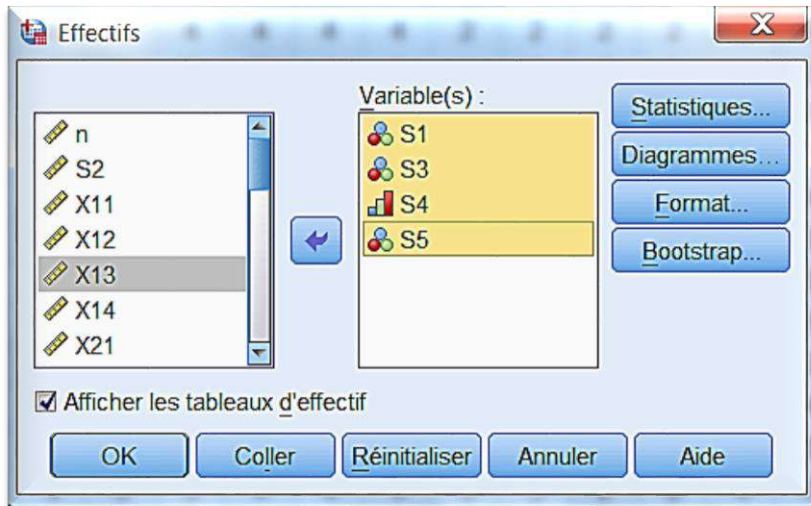 Effectifs
Variable(s) :
n
S2
X11
X12
X13
X14
X21
S1
S3
S4
S5
Statistiques...
Diagrammes...
Format...
Bootstrap...
Afficher les tableaux d'effectif
OK
Coller
Réinitialiser
Annuler
Aide